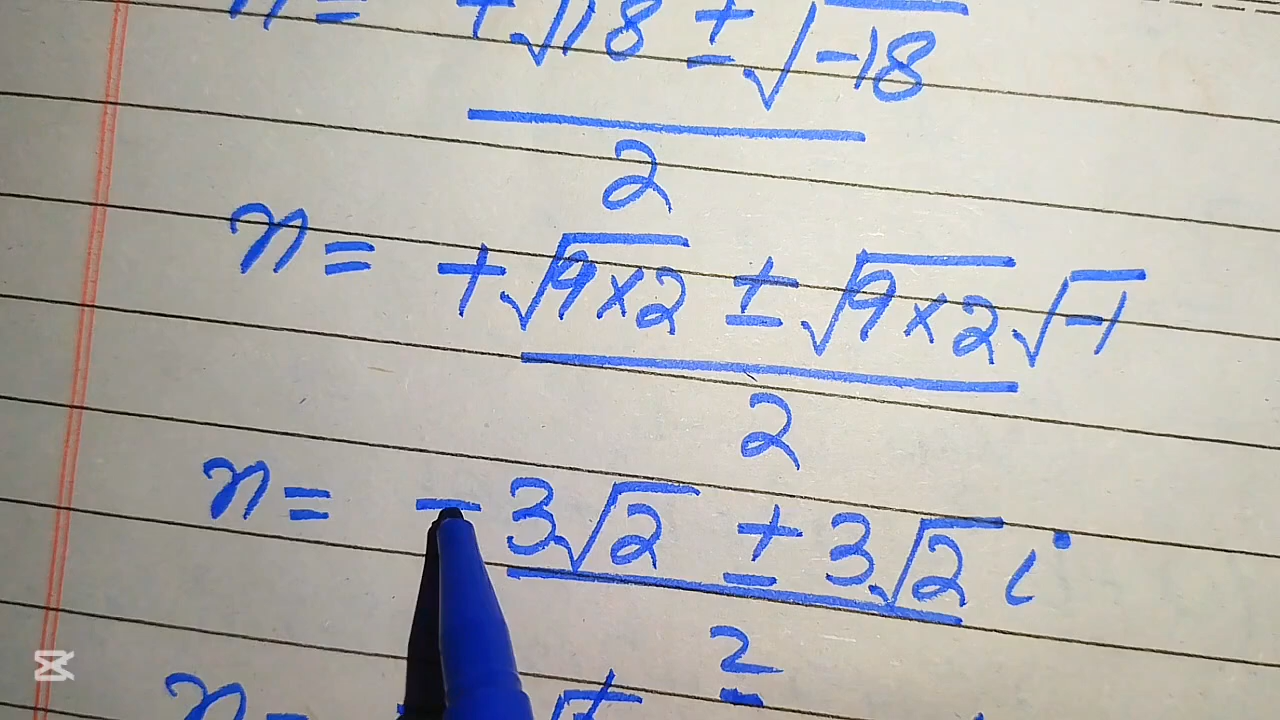 n = +√18 ± √-18
2
n = +√9×2 ± √9×2 √-1
2
n = - 3√2 ± 3√2 i
2
n =